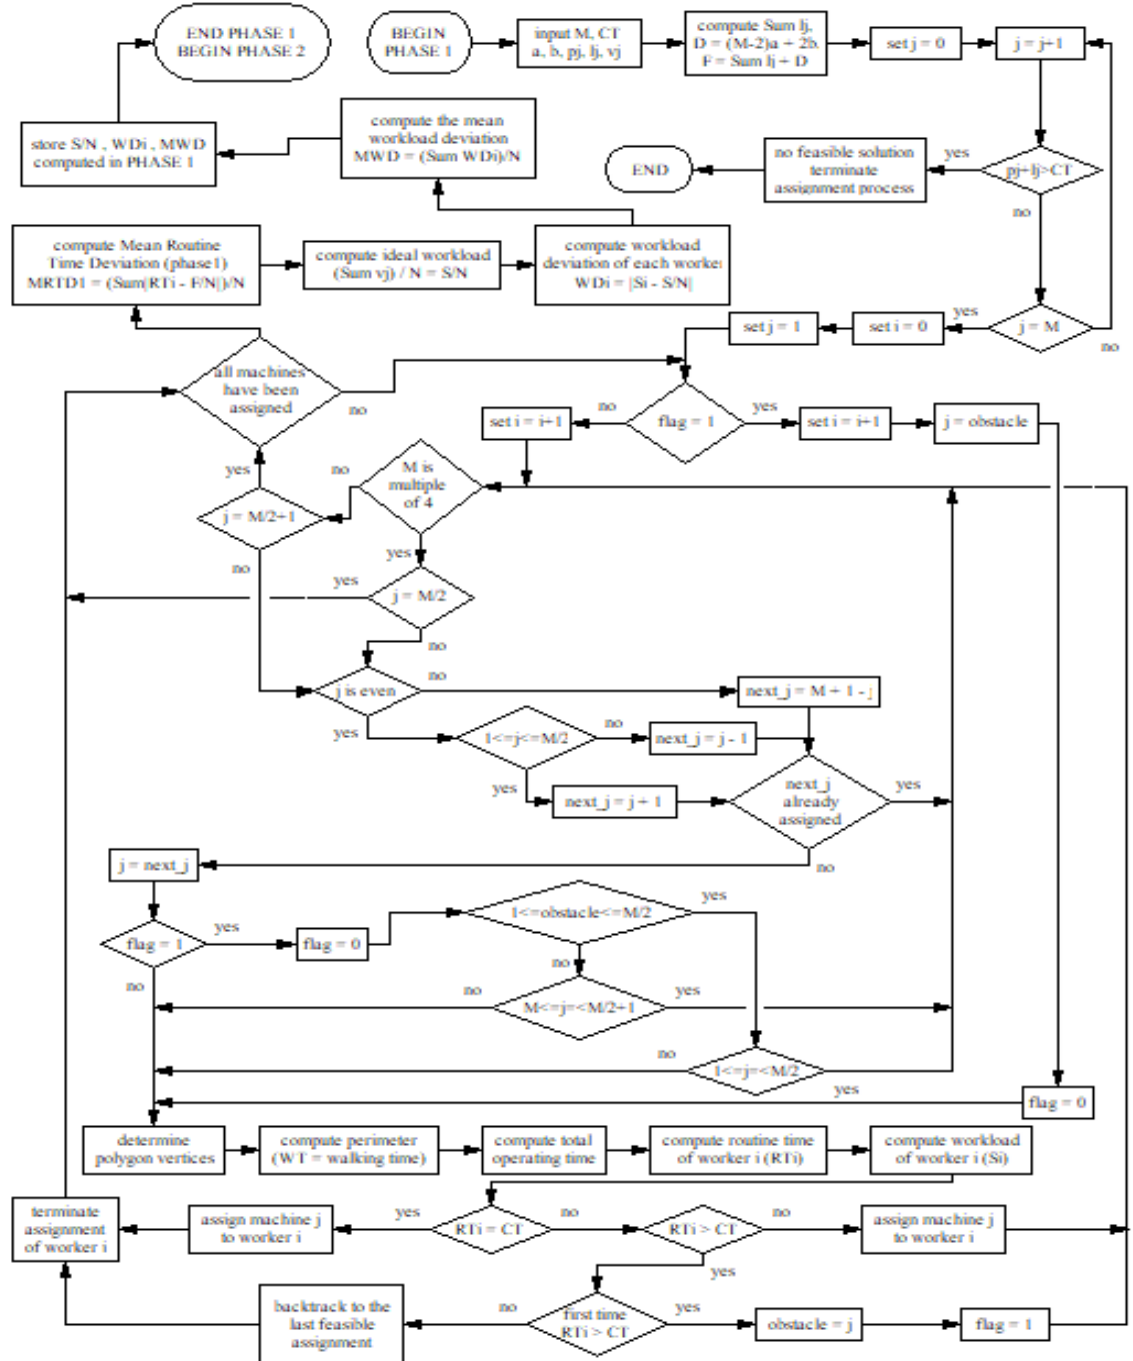 END PHASE 1
BEGIN PHASE 2
BEGIN
PHASE 1
input M, CT
a, b, pj, lj, vj
compute Sum lj,
D = (M-2)a + 2b,
F = Sum lj + D
set j = 0
j = j+1
store S/N , WDi , MWD
computed in PHASE 1
compute the mean
workload deviation
MWD = (Sum WDi)/N
END
no feasible solution
terminate
assignment process
yes
pj+lj>CT
no
compute Mean Routine
Time Deviation (phase1)
MRTD1 = (Sum|RTi - F/N|)/N
compute ideal workload
(Sum vj) / N = S/N
compute workload
deviation of each worker
WDi = |Si - S/N|
set j = 1
set i = 0
yes
j = M
no
all machines
have been
assigned
no
set i = i+1
no
flag = 1
yes
set i = i+1
j = obstacle
yes
no
M is
multiple
of 4
j = M/2+1
no
yes
yes
j = M/2
no
j is even
no
next_j = M + 1 - j
yes
1<=j<=M/2
no
next_j = j - 1
yes
next_j = j + 1
next_j
already
assigned
yes
no
j = next_j
flag = 1
yes
flag = 0
1<=obstacle<=M/2
yes
no
no
no
M<=j=<M/2+1
yes
no
1<=j=<M/2
yes
flag = 0
determine
polygon vertices
compute perimeter
(WT = walking time)
compute total
operating time
compute routine time
of worker i (RTi)
compute workload
of worker i (Si)
terminate
assignment
of worker i
assign machine j
to worker i
yes
RTi = CT
no
RTi > CT
no
assign machine j
to worker i
yes
backtrack to the
last feasible
assignment
no
first time
RTi > CT
yes
obstacle = j
flag = 1